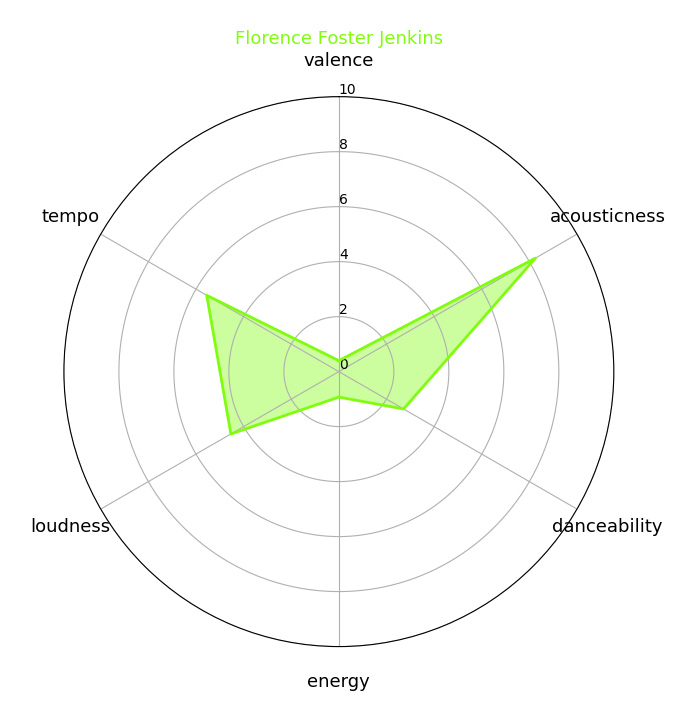 Florence Foster Jenkins
valence
10
8
tempo
acousticness
6
4
2
0
loudness
danceability
energy